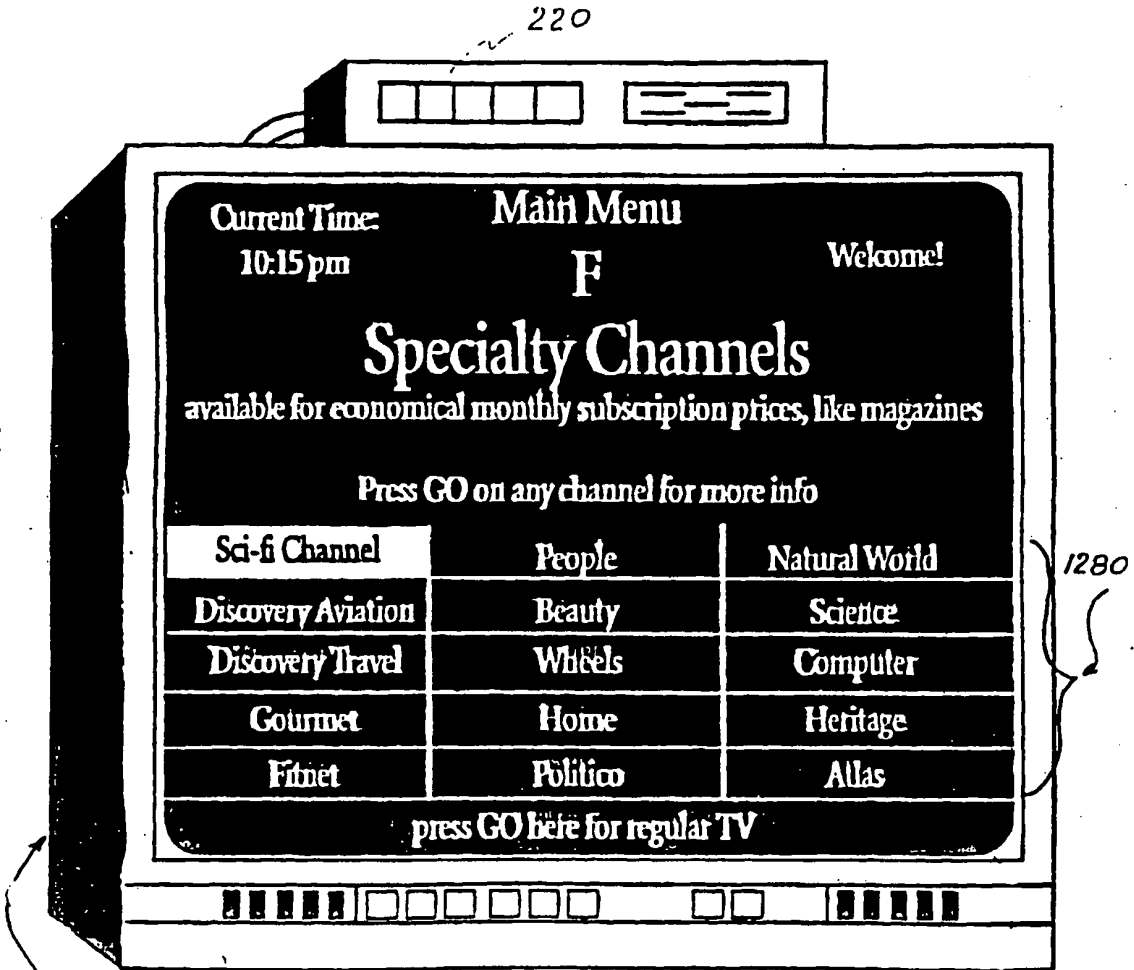 220
Main Menu
Current Time:
10:15 pm
F
Welcome!
Specialty Channels
available for economical monthly subscription prices, like magazines
Press GO on any channel for more info
Sci-fi Channel People Natural World
Discovery Aviation Beauty Science
Discovery Travel Wheels Computer
Gourmet Home Heritage
Fitnet Politico Atlas
press GO here for regular TV
1280